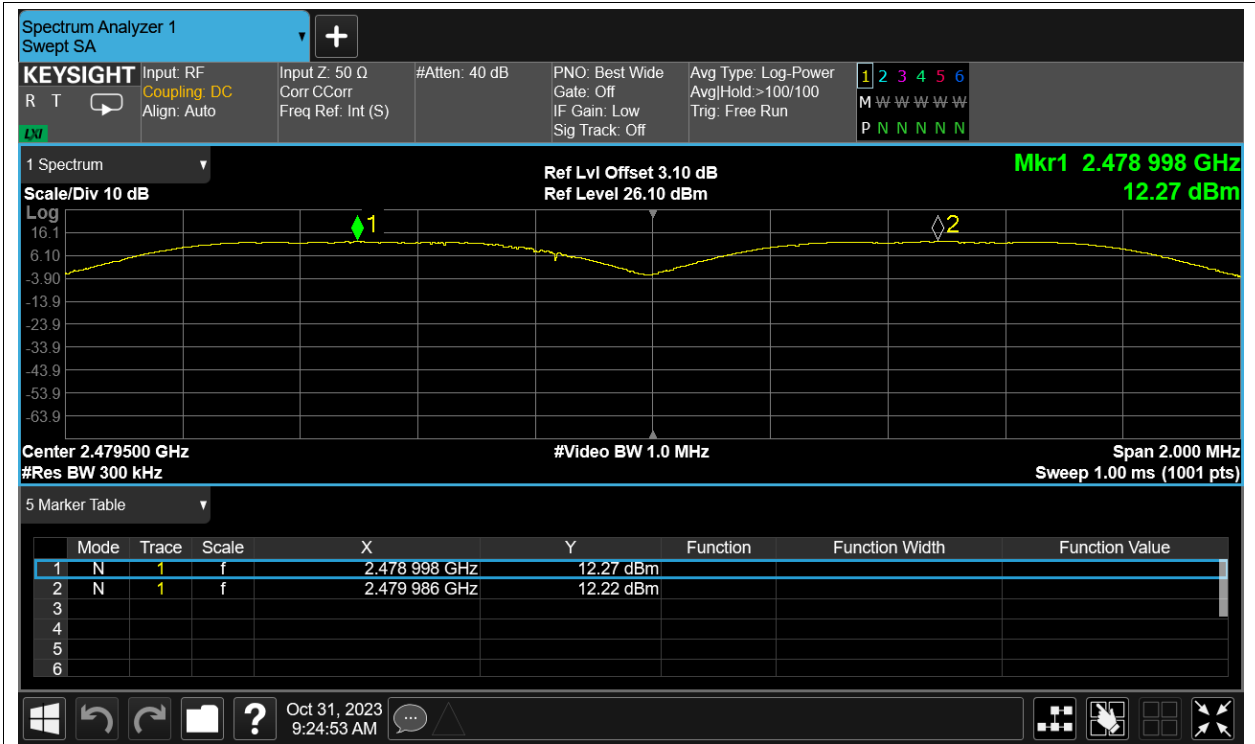 Spectrum Analyzer 1
Swept SA
KEYSIGHT
R T
LXI
Input: RF
Coupling: DC
Align: Auto
Input Z: 50 Ω
Corr CCorr
Freq Ref: Int (S)
#Atten: 40 dB
PNO: Best Wide
Gate: Off
IF Gain: Low
Sig Track: Off
Avg Type: Log-Power
Avg|Hold:>100/100
Trig: Free Run
1 2 3 4 5 6
M W W W W W
P N N N N N
1 Spectrum
Scale/Div 10 dB
Ref Lvl Offset 3.10 dB
Ref Level 26.10 dBm
Mkr1 2.478 998 GHz
12.27 dBm
Log
16.1
6.10
-3.90
-13.9
-23.9
-33.9
-43.9
-53.9
-63.9
1
2
Center 2.479500 GHz
#Res BW 300 kHz
#Video BW 1.0 MHz
Span 2.000 MHz
Sweep 1.00 ms (1001 pts)
5 Marker Table
Mode Trace Scale X Y Function Function Width Function Value
1 N 1 f 2.478 998 GHz 12.27 dBm
2 N 1 f 2.479 986 GHz 12.22 dBm
3
4
5
6
?
Oct 31, 2023
9:24:53 AM